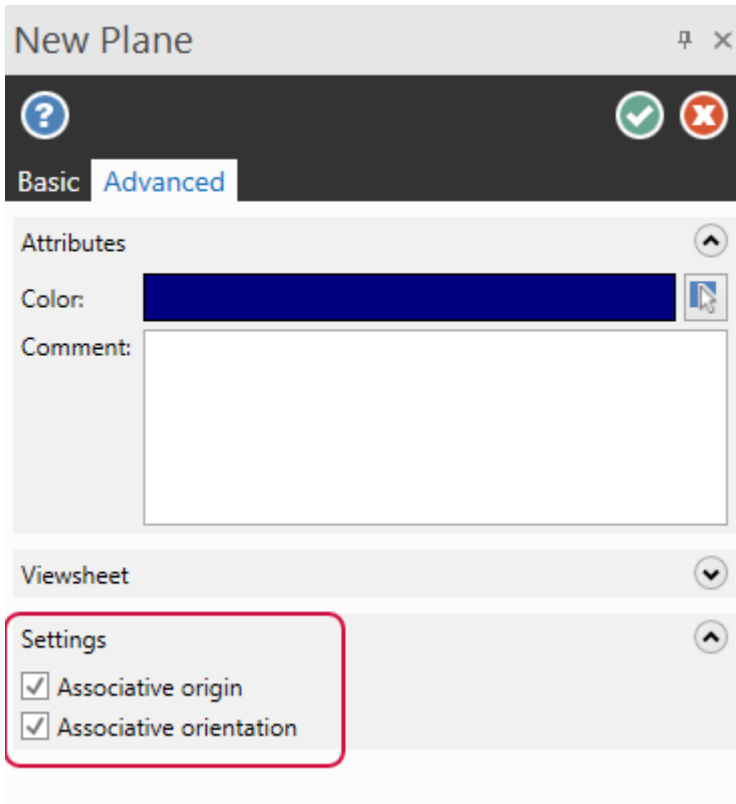 New Plane
Basic Advanced
Attributes
Color:
Comment:
Viewsheet
Settings
Associative origin
Associative orientation